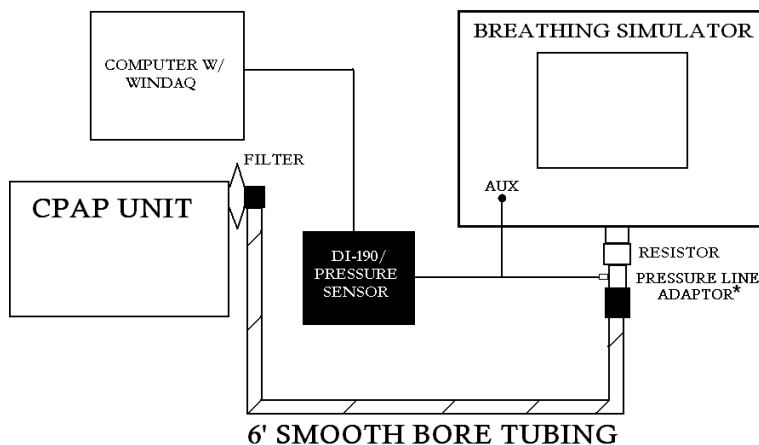 BREATHING SIMULATOR
COMPUTER W/
WINDAQ
FILTER
CPAP UNIT
AUX
DI-190/
PRESSURE
SENSOR
RESISTOR
PRESSURE LINE
ADAPTOR*
6' SMOOTH BORE TUBING